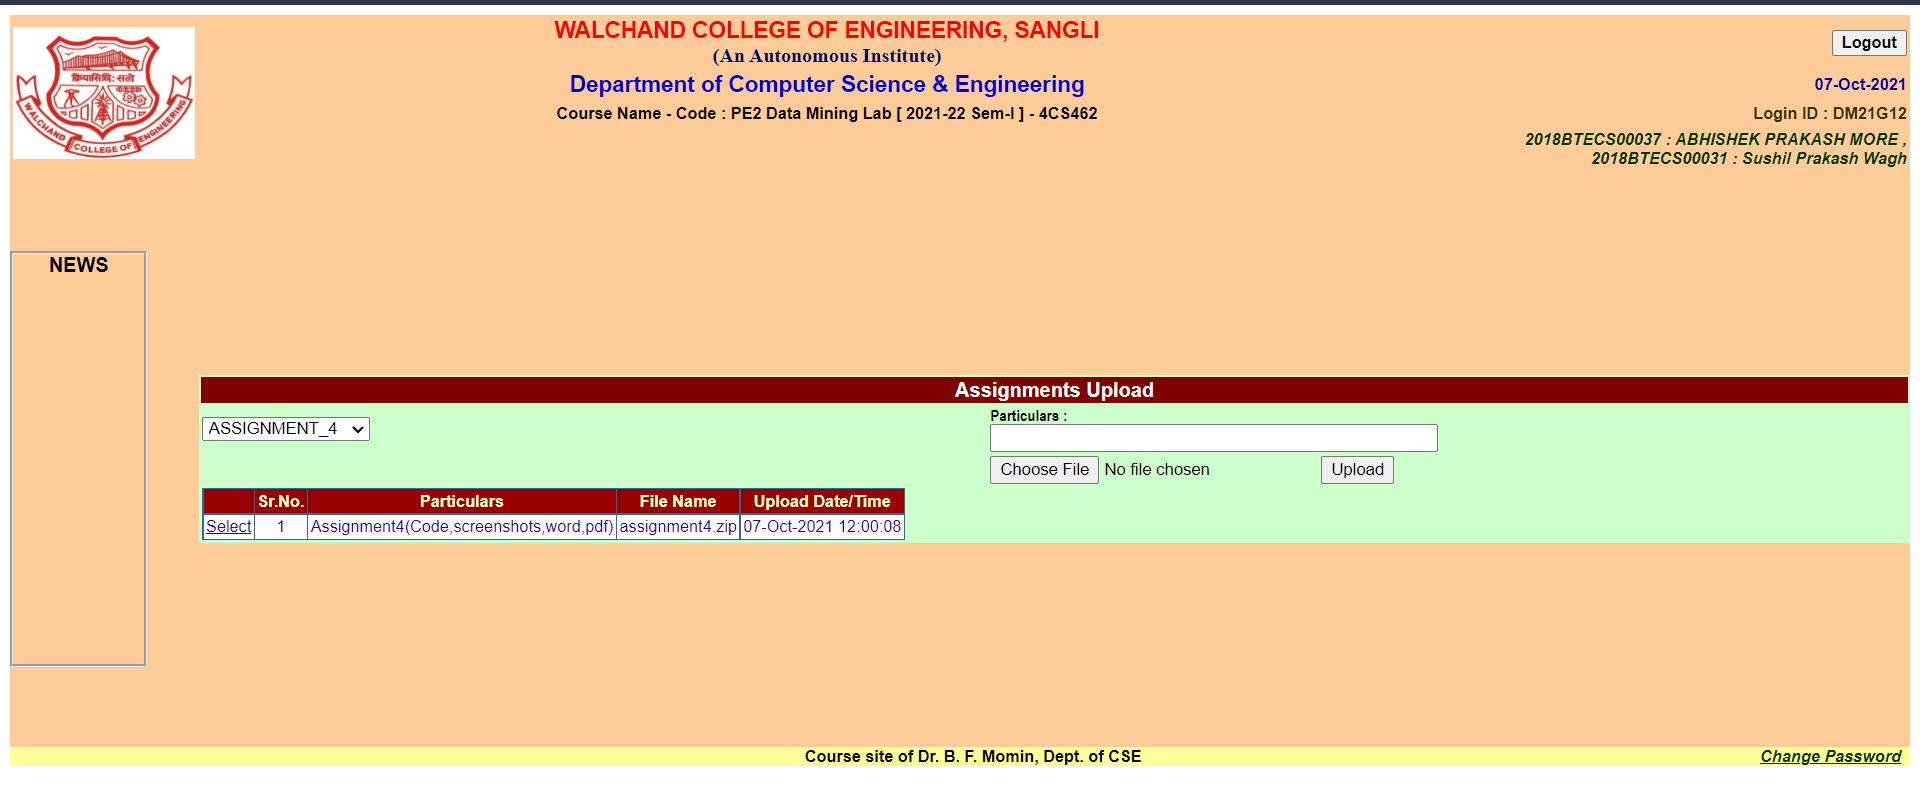 WALCHAND COLLEGE OF ENGINEERING, SANGLI
(An Autonomous Institute)
Department of Computer Science & Engineering
Course Name - Code : PE2 Data Mining Lab [ 2021-22 Sem-I ] - 4CS462
Logout
07-Oct-2021
Login ID : DM21G12
2018BTECS00037 : ABHISHEK PRAKASH MORE ,
2018BTECS00031 : Sushil Prakash Wagh
WALCHAND COLLEGE OF ENGINEERING
NEWS
Assignments Upload
ASSIGNMENT_4
Particulars :
Choose File No file chosen Upload
Sr.No. Particulars File Name Upload Date/Time
Select 1 Assignment4(Code,screenshots,word,pdf) assignment4.zip 07-Oct-2021 12:00:08
Course site of Dr. B. F. Momin, Dept. of CSE
Change Password